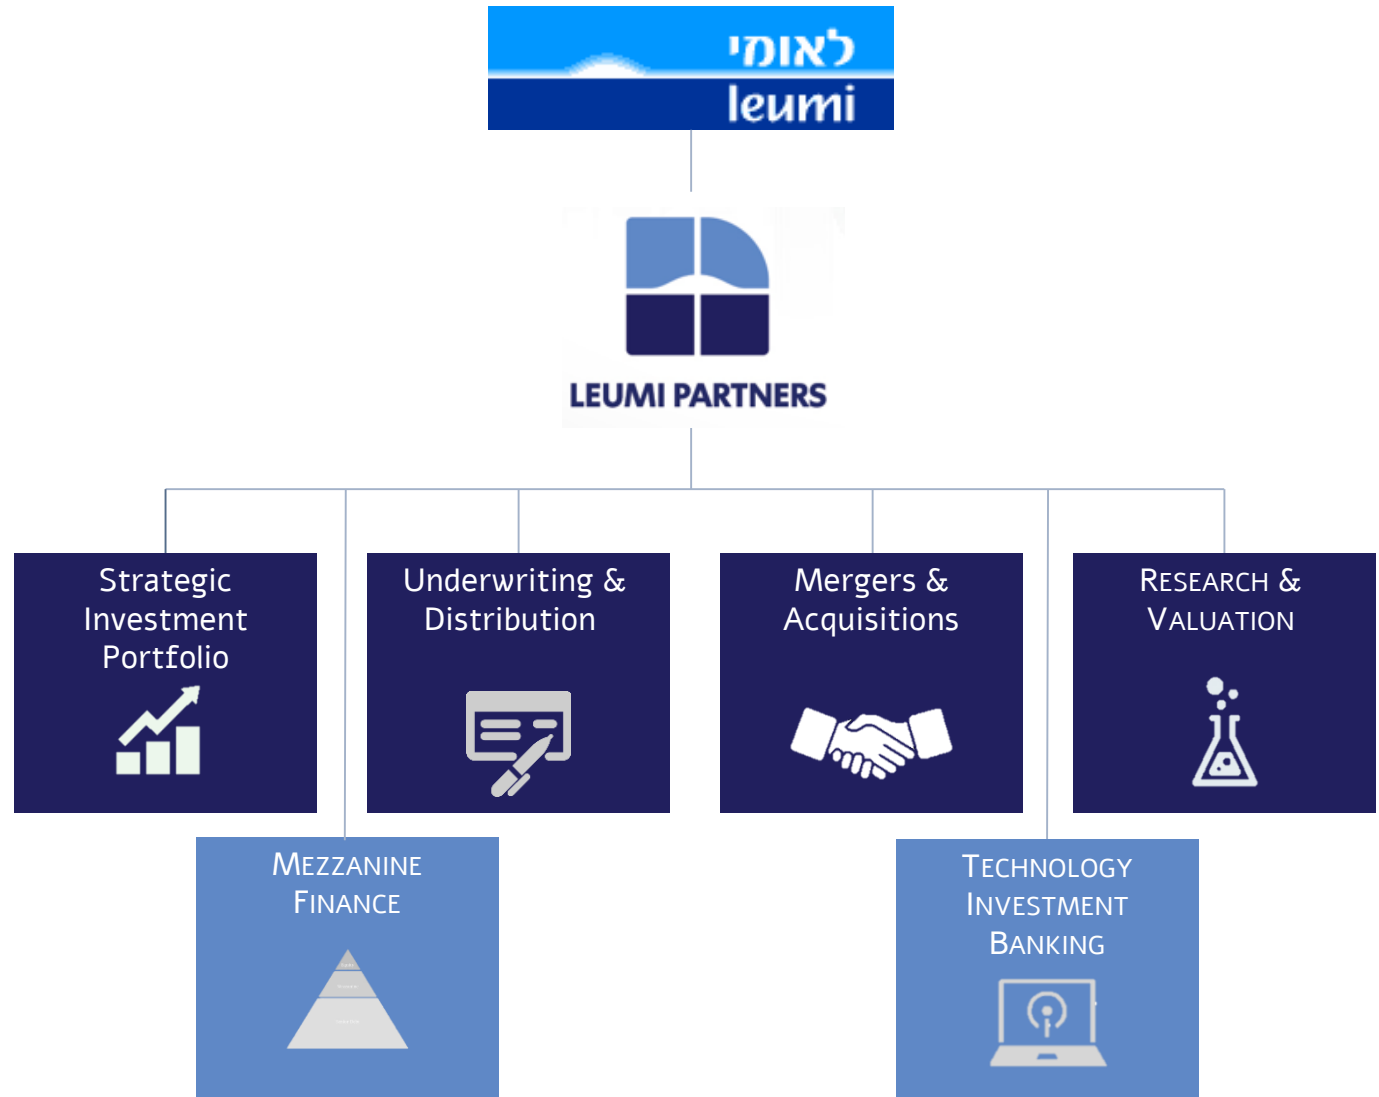 לאומי
leumi
LEUMI PARTNERS
Strategic
Investment
Portfolio
Underwriting &
Distribution
Mergers &
Acquisitions
RESEARCH &
VALUATION
MEZZANINE
FINANCE
TECHNOLOGY
INVESTMENT
BANKING